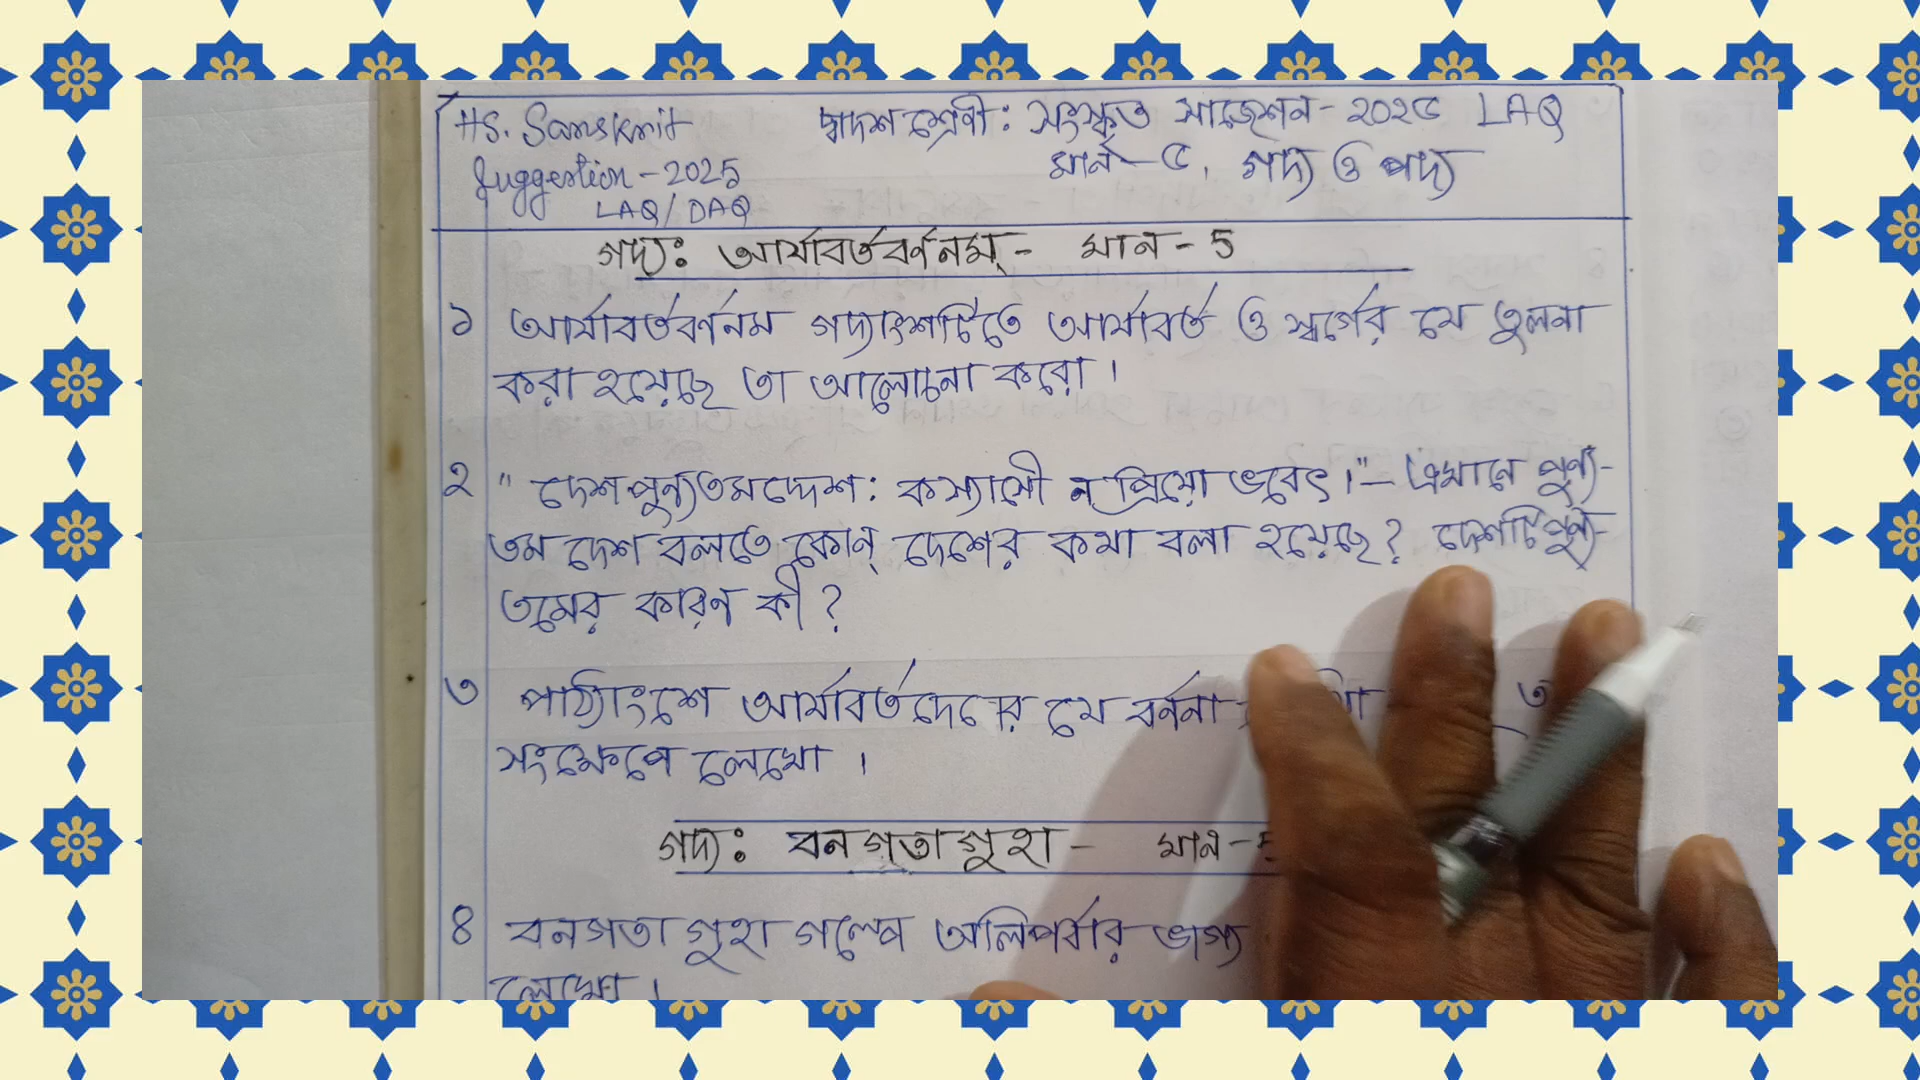 HS. Sanskrit
Suggestion - 2025
LAQ/DAQ
দ্বাদশ শ্রেণী: সংস্কৃত সাজেশন - ২০২৫ LAQ
মান - ৫, গদ্য ও পদ্য
গদ্য: আর্যাবর্তবর্ণনম্ - মান - 5
১ আর্যাবর্তবর্ণনম গদ্যাংশটিতে আর্যাবর্ত ও স্বর্গের যে তুলনা
করা হয়েছে তা আলোচনা করো।
২ "দেশপুন্যতমদ্দেশ: কস্যাসৌ ন প্রিয়ো ভবেৎ।" - এখানে পুন্য-
তম দেশ বলতে কোন্ দেশের কথা বলা হয়েছে? দেশটি পুন্য-
তমের কারণ কী?
৩ পাঠ্যাংশে আর্যাবর্তদেশের যে বর্ননা
সংক্ষেপে লেখো।
গদ্য: বনগতাগুহা - মান -
৪ বনগতা গুহা গল্পে অলিপর্বার ভাগ্য
লেখো।